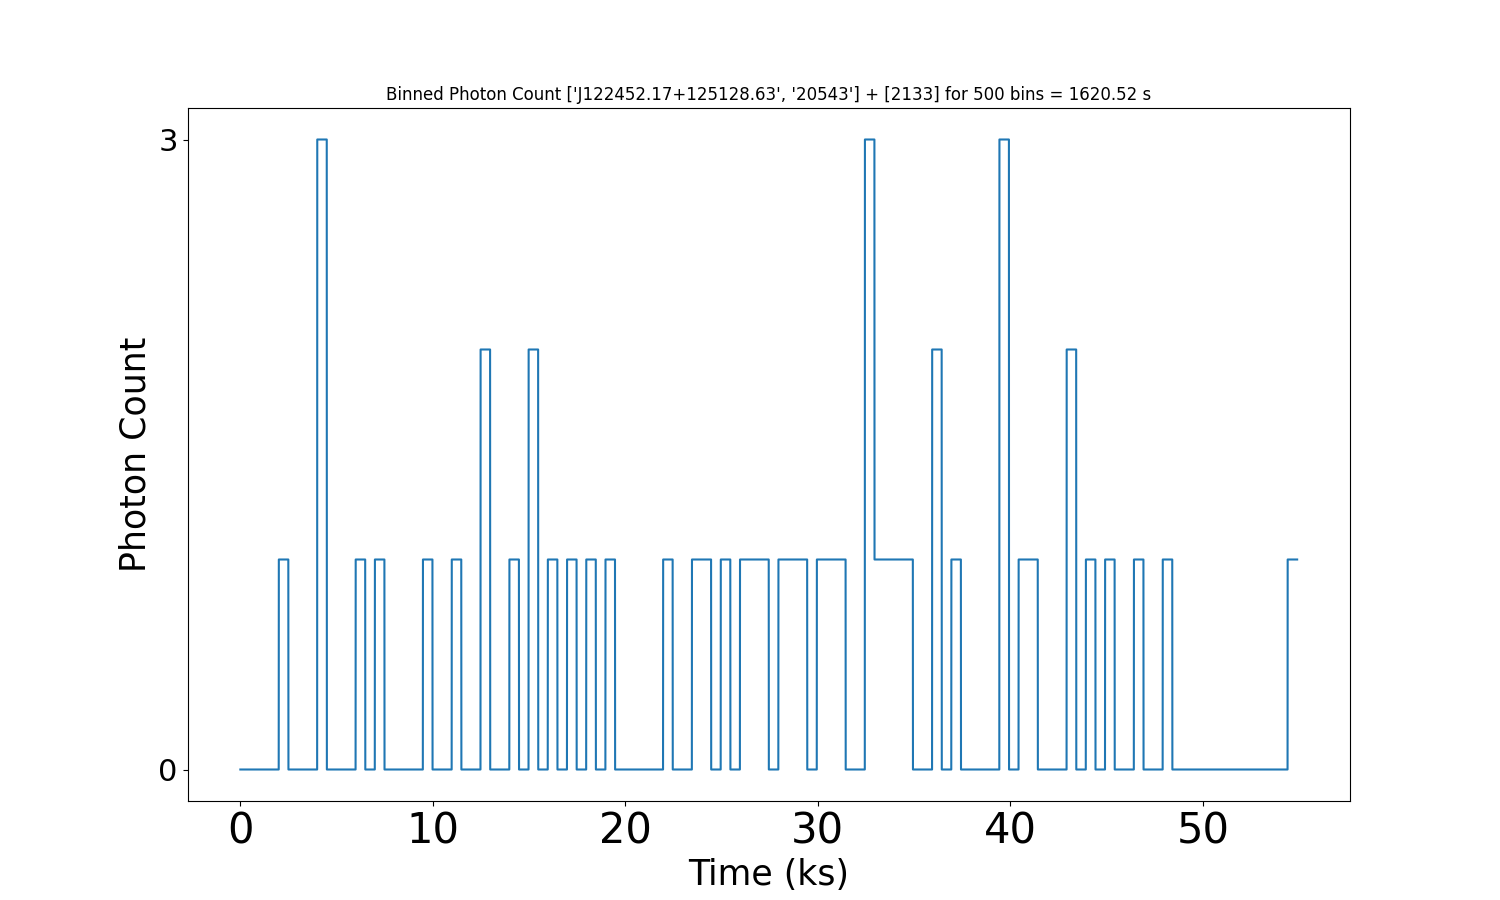 Binned Photon Count ['J122452.17+125128.63', '20543'] + [2133] for 500 bins = 1620.52 s
3
Photon Count
0
0 10 20 30 40 50
Time (ks)